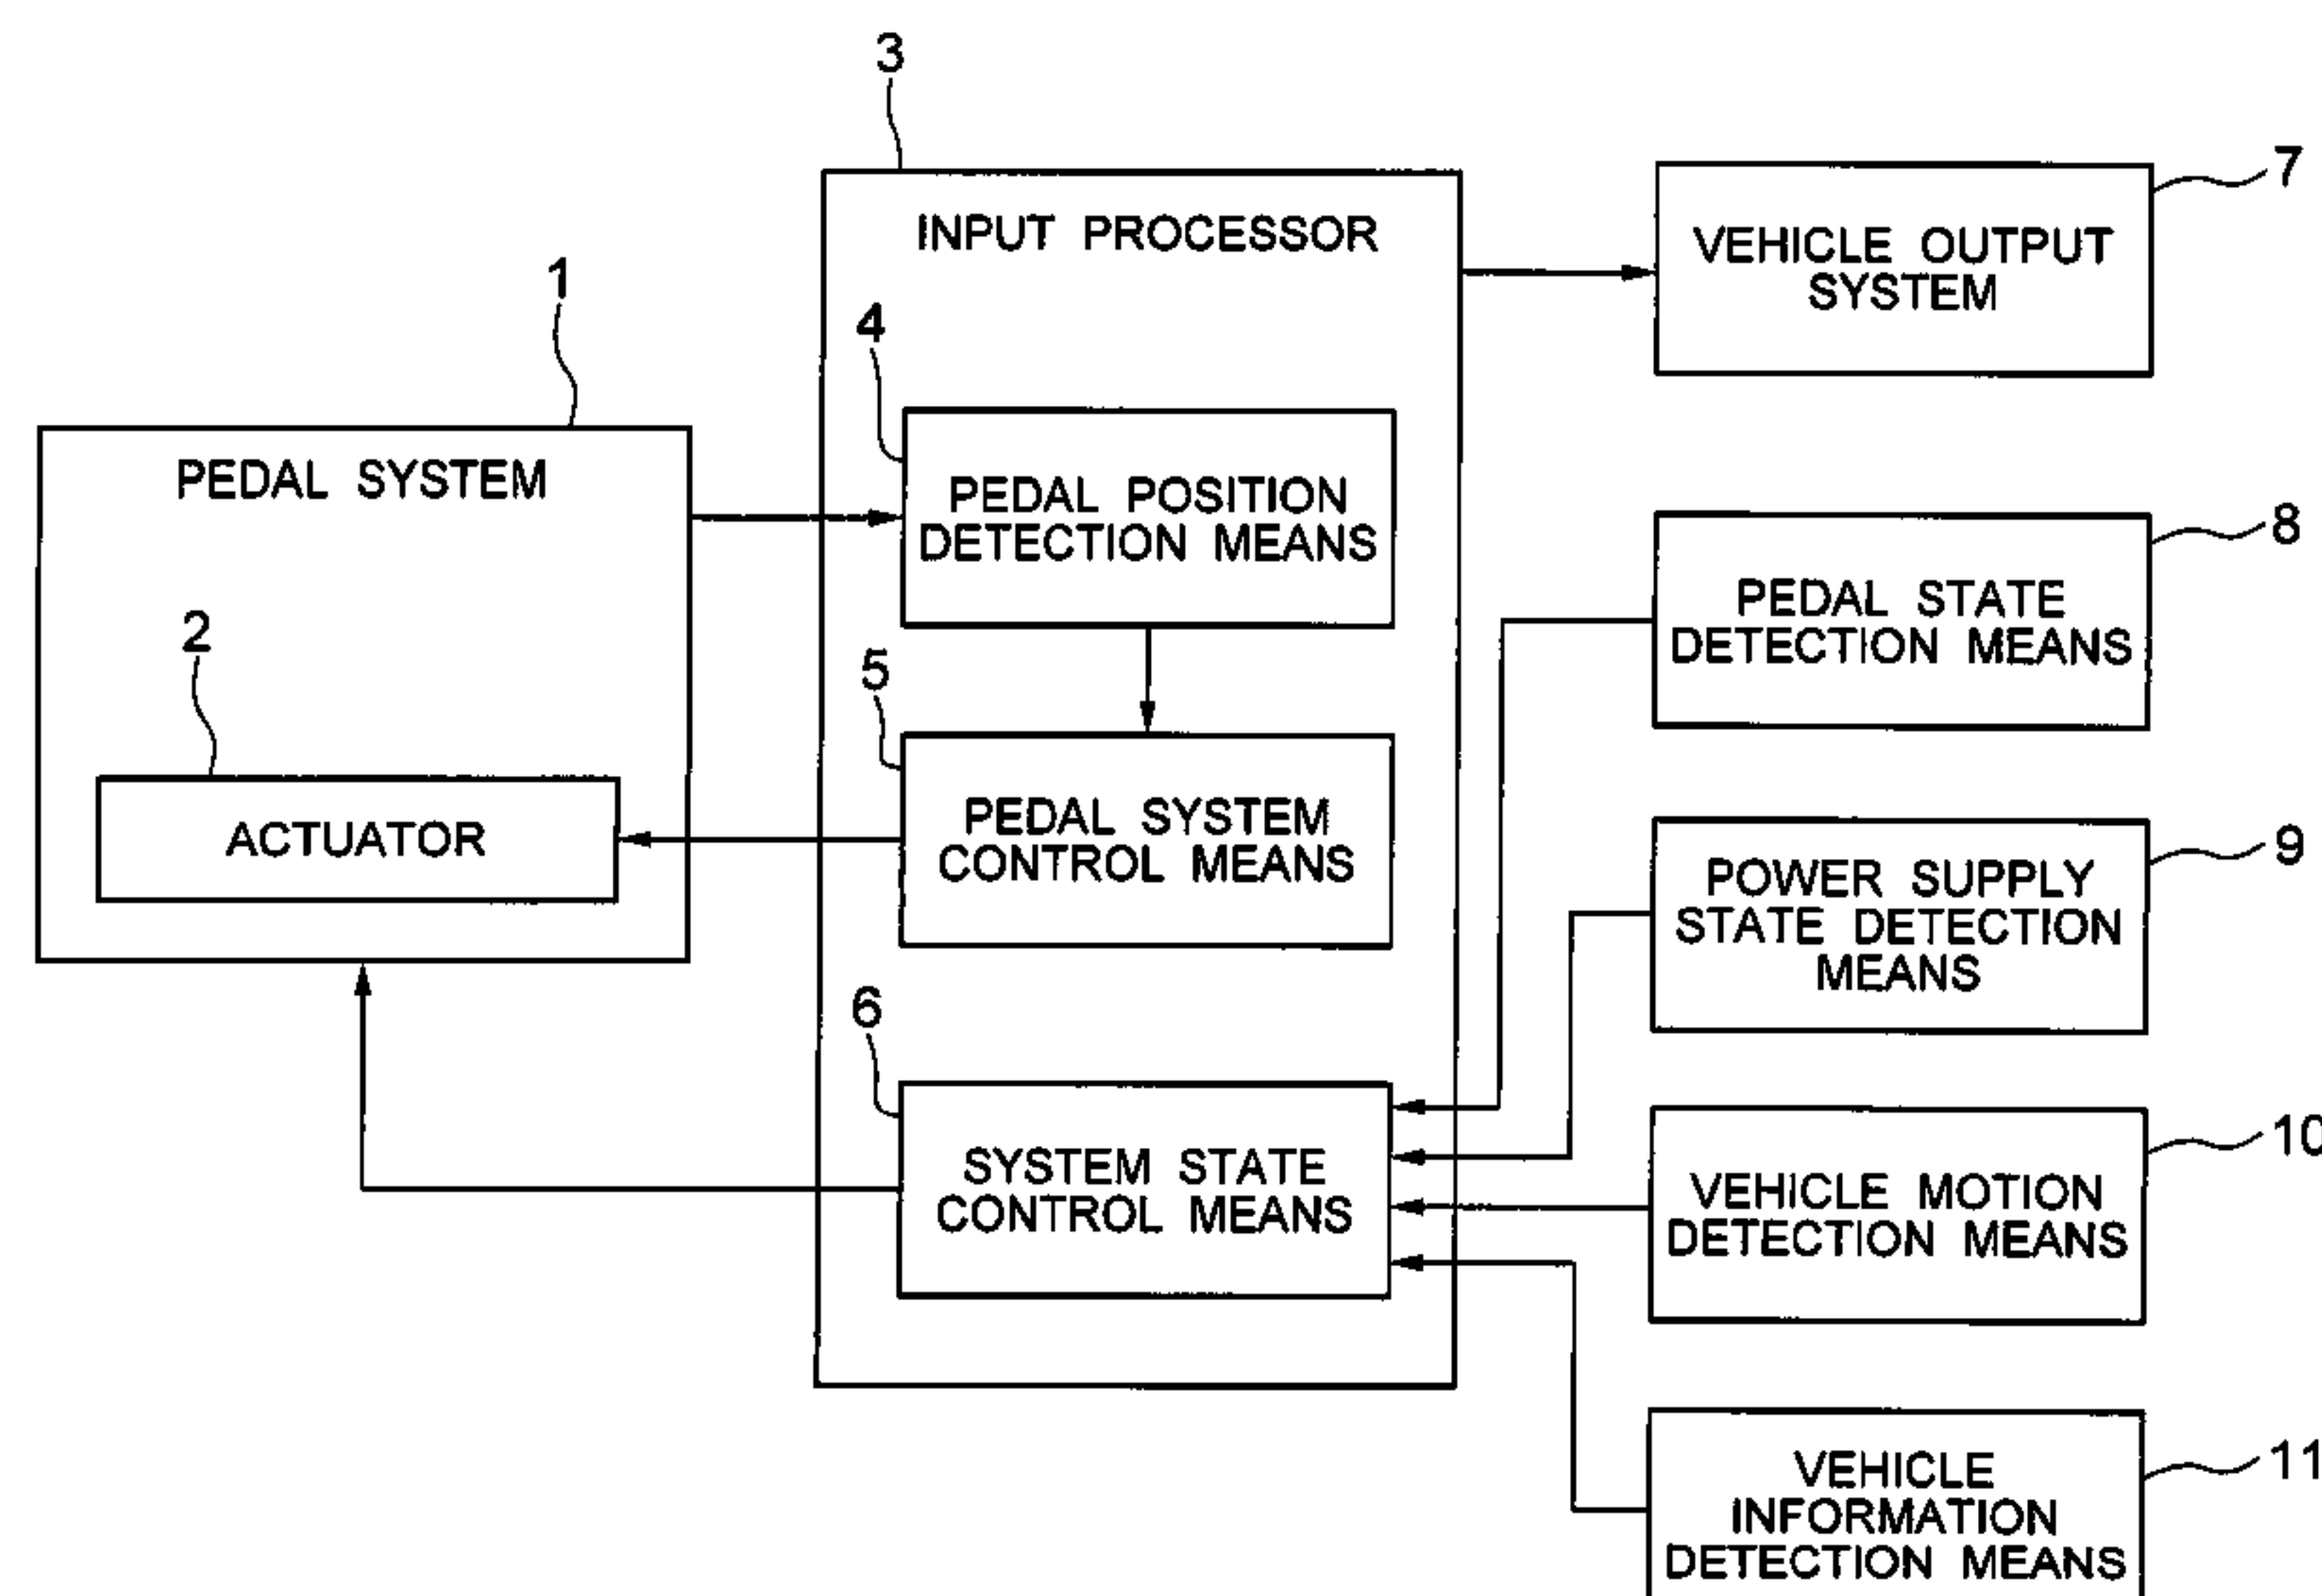 3
INPUT PROCESSOR
7
VEHICLE OUTPUT
SYSTEM
1
PEDAL SYSTEM
4
PEDAL POSITION
DETECTION MEANS
8
PEDAL STATE
DETECTION MEANS
2
ACTUATOR
5
PEDAL SYSTEM
CONTROL MEANS
9
POWER SUPPLY
STATE DETECTION
MEANS
6
SYSTEM STATE
CONTROL MEANS
10
VEHICLE MOTION
DETECTION MEANS
11
VEHICLE
INFORMATION
DETECTION MEANS